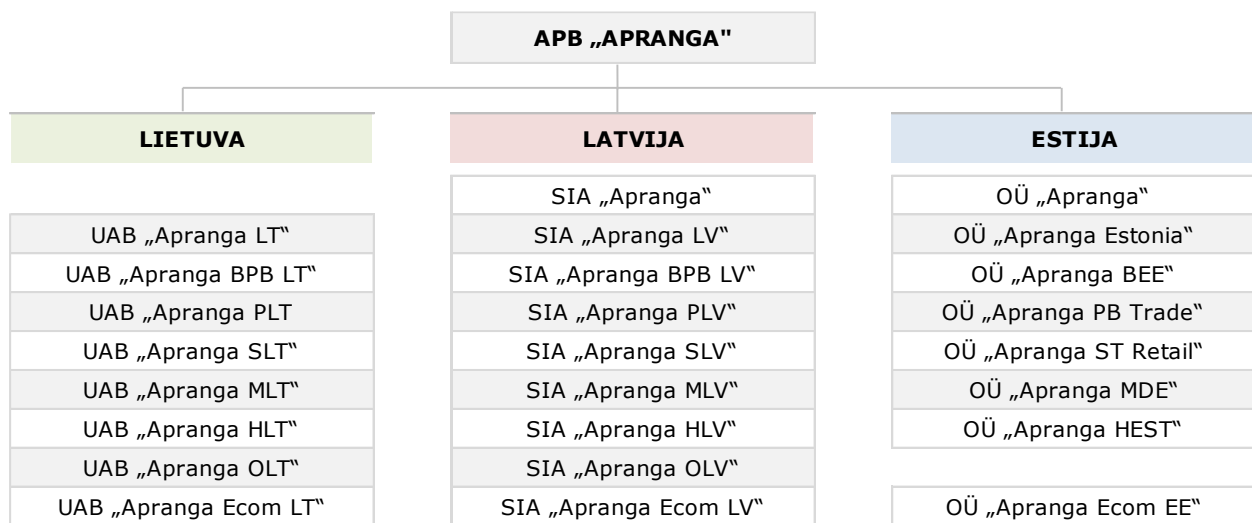 APB „APRANGA"
LIETUVA
UAB „Apranga LT“
UAB „Apranga BPB LT“
UAB „Apranga PLT
UAB „Apranga SLT“
UAB „Apranga MLT“
UAB „Apranga HLT“
UAB „Apranga OLT“
UAB „Apranga Ecom LT“
LATVIJA
SIA „Apranga“
SIA „Apranga LV“
SIA „Apranga BPB LV“
SIA „Apranga PLV“
SIA „Apranga SLV“
SIA „Apranga MLV“
SIA „Apranga HLV“
SIA „Apranga OLV“
SIA „Apranga Ecom LV“
ESTIJA
OÜ „Apranga“
OÜ „Apranga Estonia“
OÜ „Apranga BEE“
OÜ „Apranga PB Trade“
OÜ „Apranga ST Retail“
OÜ „Apranga MDE“
OÜ „Apranga HEST“
OÜ „Apranga Ecom EE“